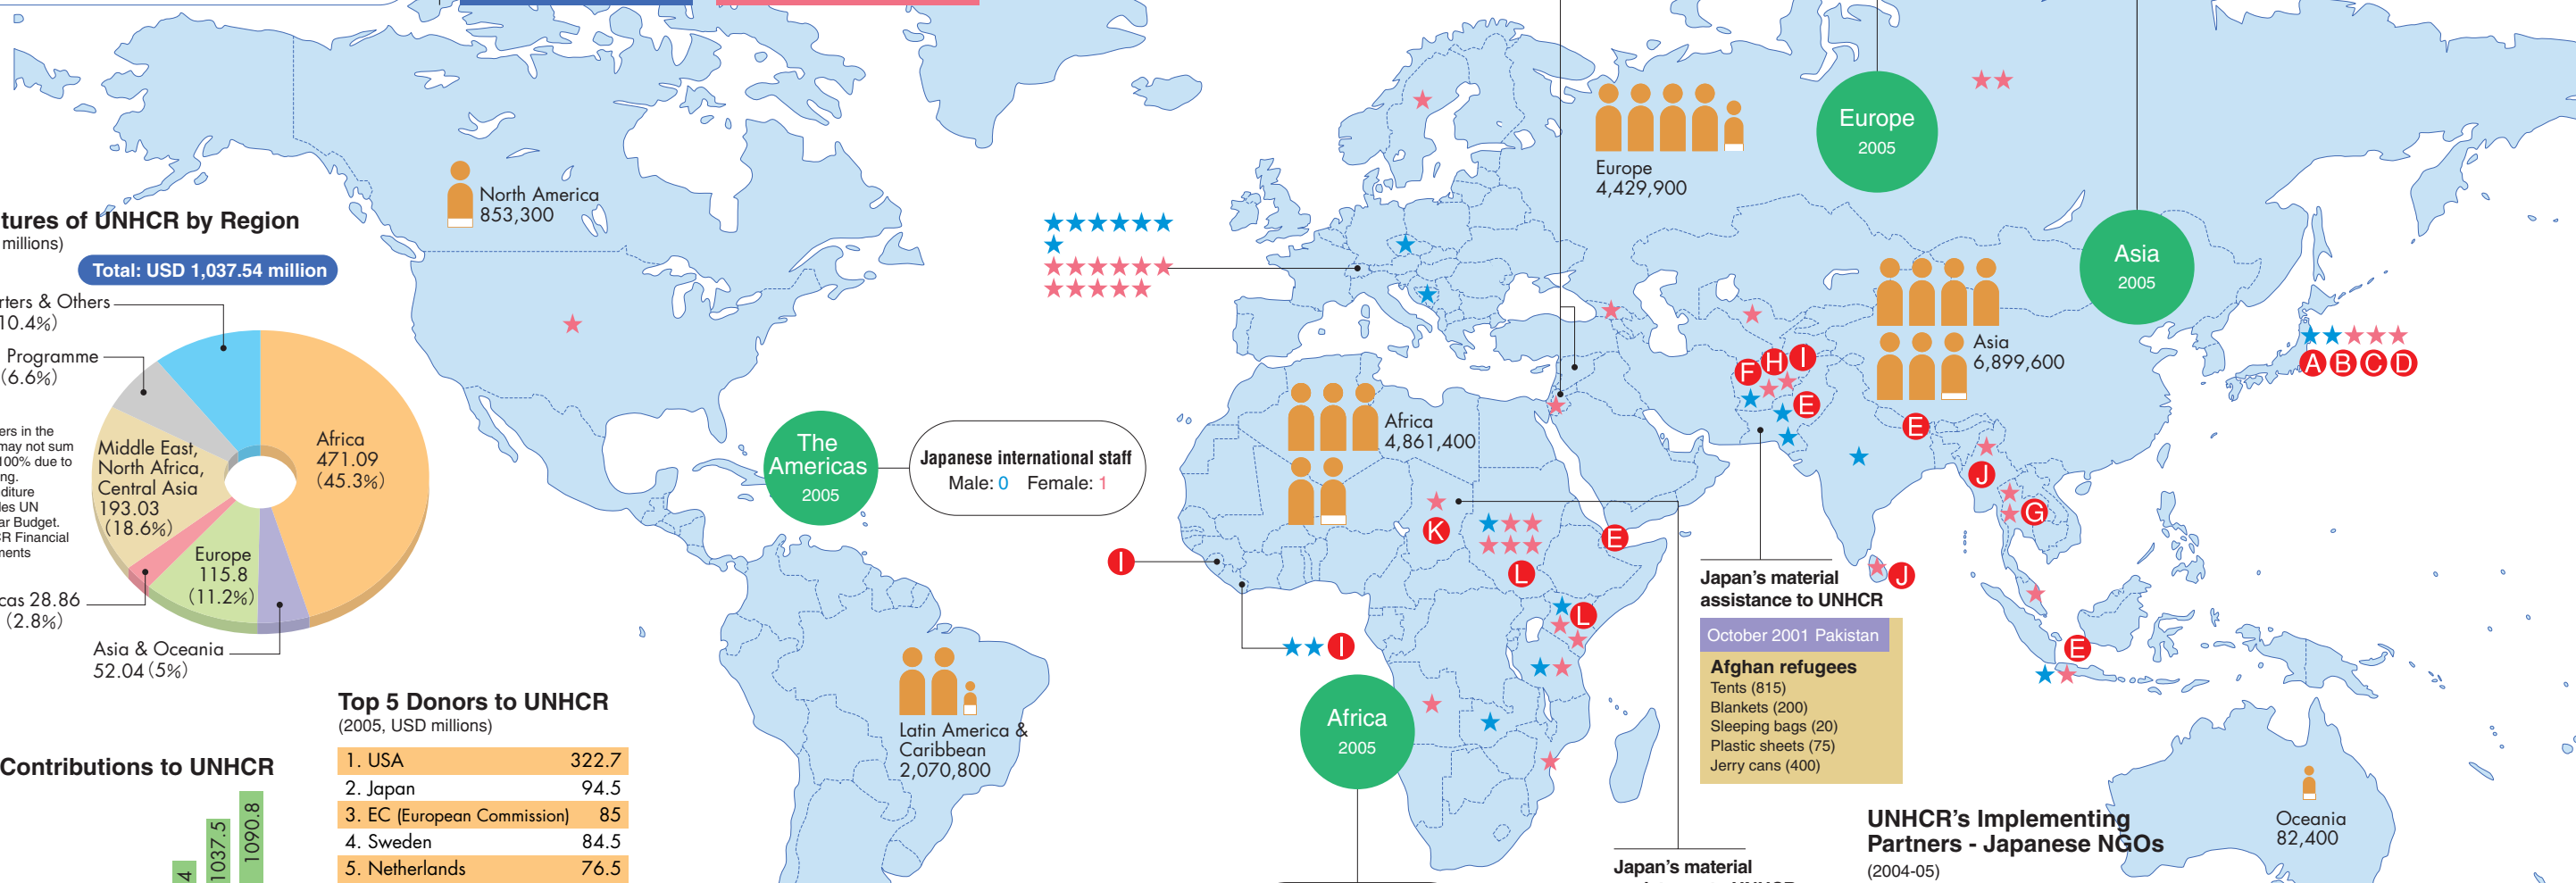 tures of UNHCR by Region
millions)
Total: USD 1,037.54 million
rters & Others
10.4%)
Programme
(6.6%)
ers in the
may not sum
100% due to
ng.
diture
les UN
ar Budget.
CR Financial
ments
Middle East,
North Africa,
Central Asia
193.03
(18.6%)
Africa
471.09
(45.3%)
Europe
115.8
(11.2%)
cas 28.86
(2.8%)
Asia & Oceania
52.04 (5%)
Contributions to UNHCR
4
1037.5
1090.8
Top 5 Donors to UNHCR
(2005, USD millions)
1. USA 322.7
2. Japan 94.5
3. EC (European Commission) 85
4. Sweden 84.5
5. Netherlands 76.5
North America
853,300
The
Americas
2005
Japanese international staff
Male: 0 Female: 1
Latin America &
Caribbean
2,070,800
Europe
4,429,900
Europe
2005
Asia
2005
Asia
6,899,600
A B C D
F H I
E
E
J
G
J
E
Africa
4,861,400
K
E
L
I
L
I
Africa
2005
Japan's material
assistance to UNHCR
October 2001 Pakistan
Afghan refugees
Tents (815)
Blankets (200)
Sleeping bags (20)
Plastic sheets (75)
Jerry cans (400)
Japan's material
UNHCR's Implementing
Partners - Japanese NGOs
(2004-05)
Oceania
82,400